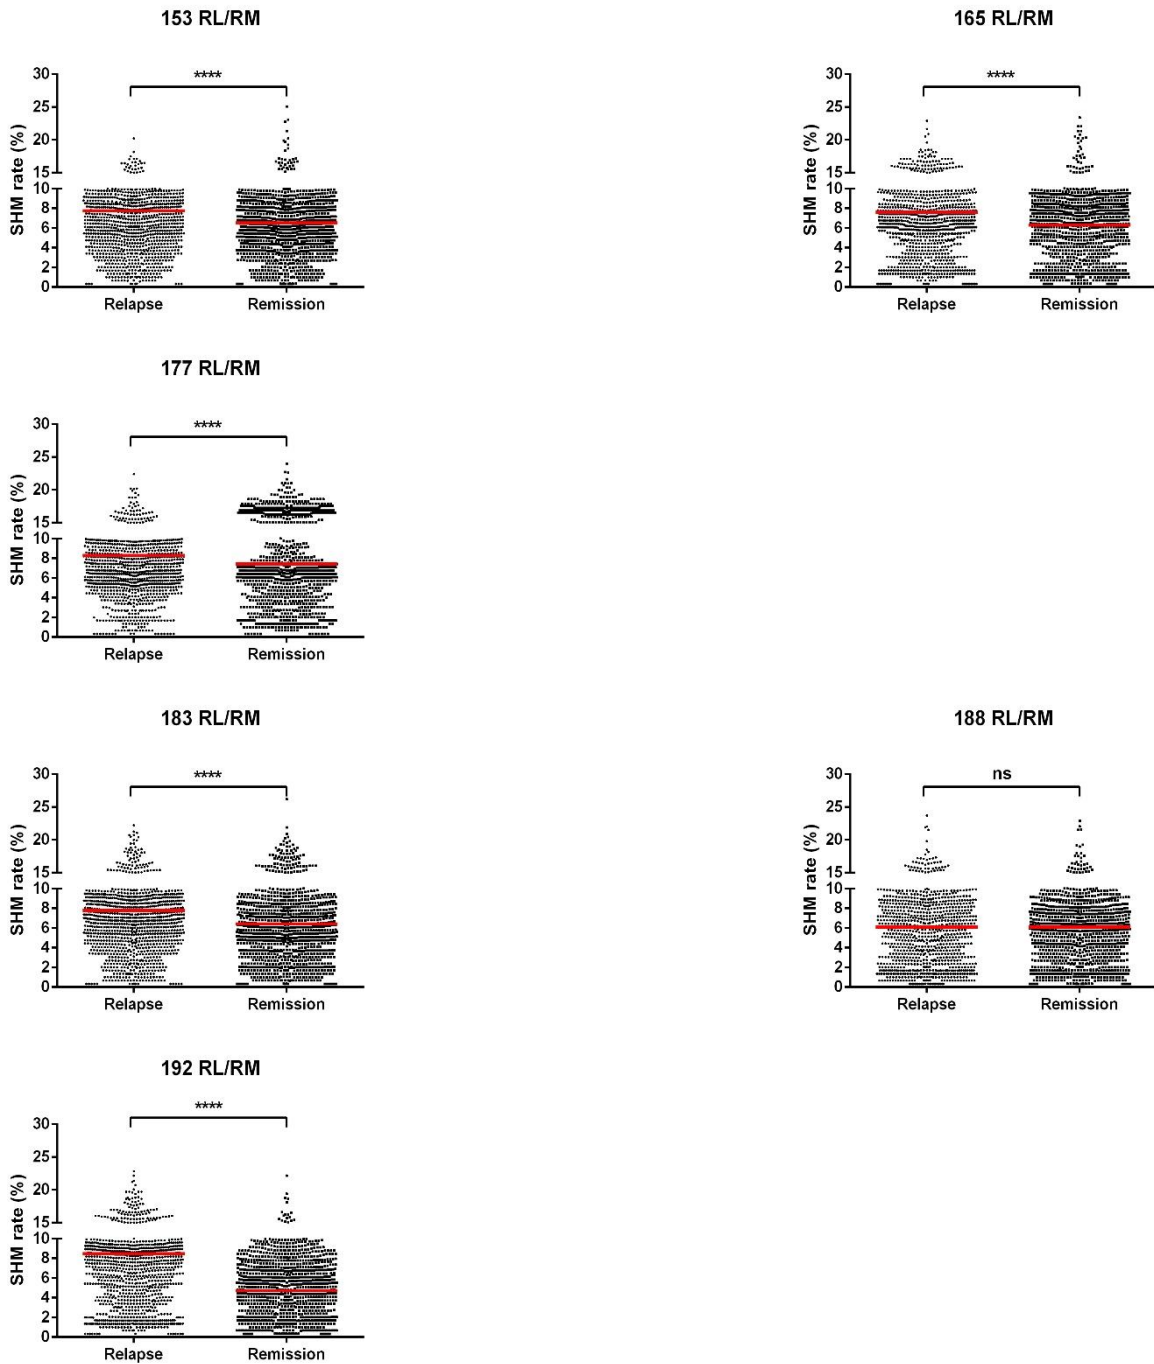 153 RL/RM
165 RL/RM
****
****
SHM rate (%)
30
25
20
15
10
8
6
4
2
0
Relapse
Remission
SHM rate (%)
30
25
20
15
10
8
6
4
2
0
Relapse
Remission
177 RL/RM
****
SHM rate (%)
30
25
20
15
10
8
6
4
2
0
Relapse
Remission
183 RL/RM
188 RL/RM
****
ns
SHM rate (%)
30
25
20
15
10
8
6
4
2
0
Relapse
Remission
SHM rate (%)
30
25
20
15
10
8
6
4
2
0
Relapse
Remission
192 RL/RM
****
SHM rate (%)
30
25
20
15
10
8
6
4
2
0
Relapse
Remission